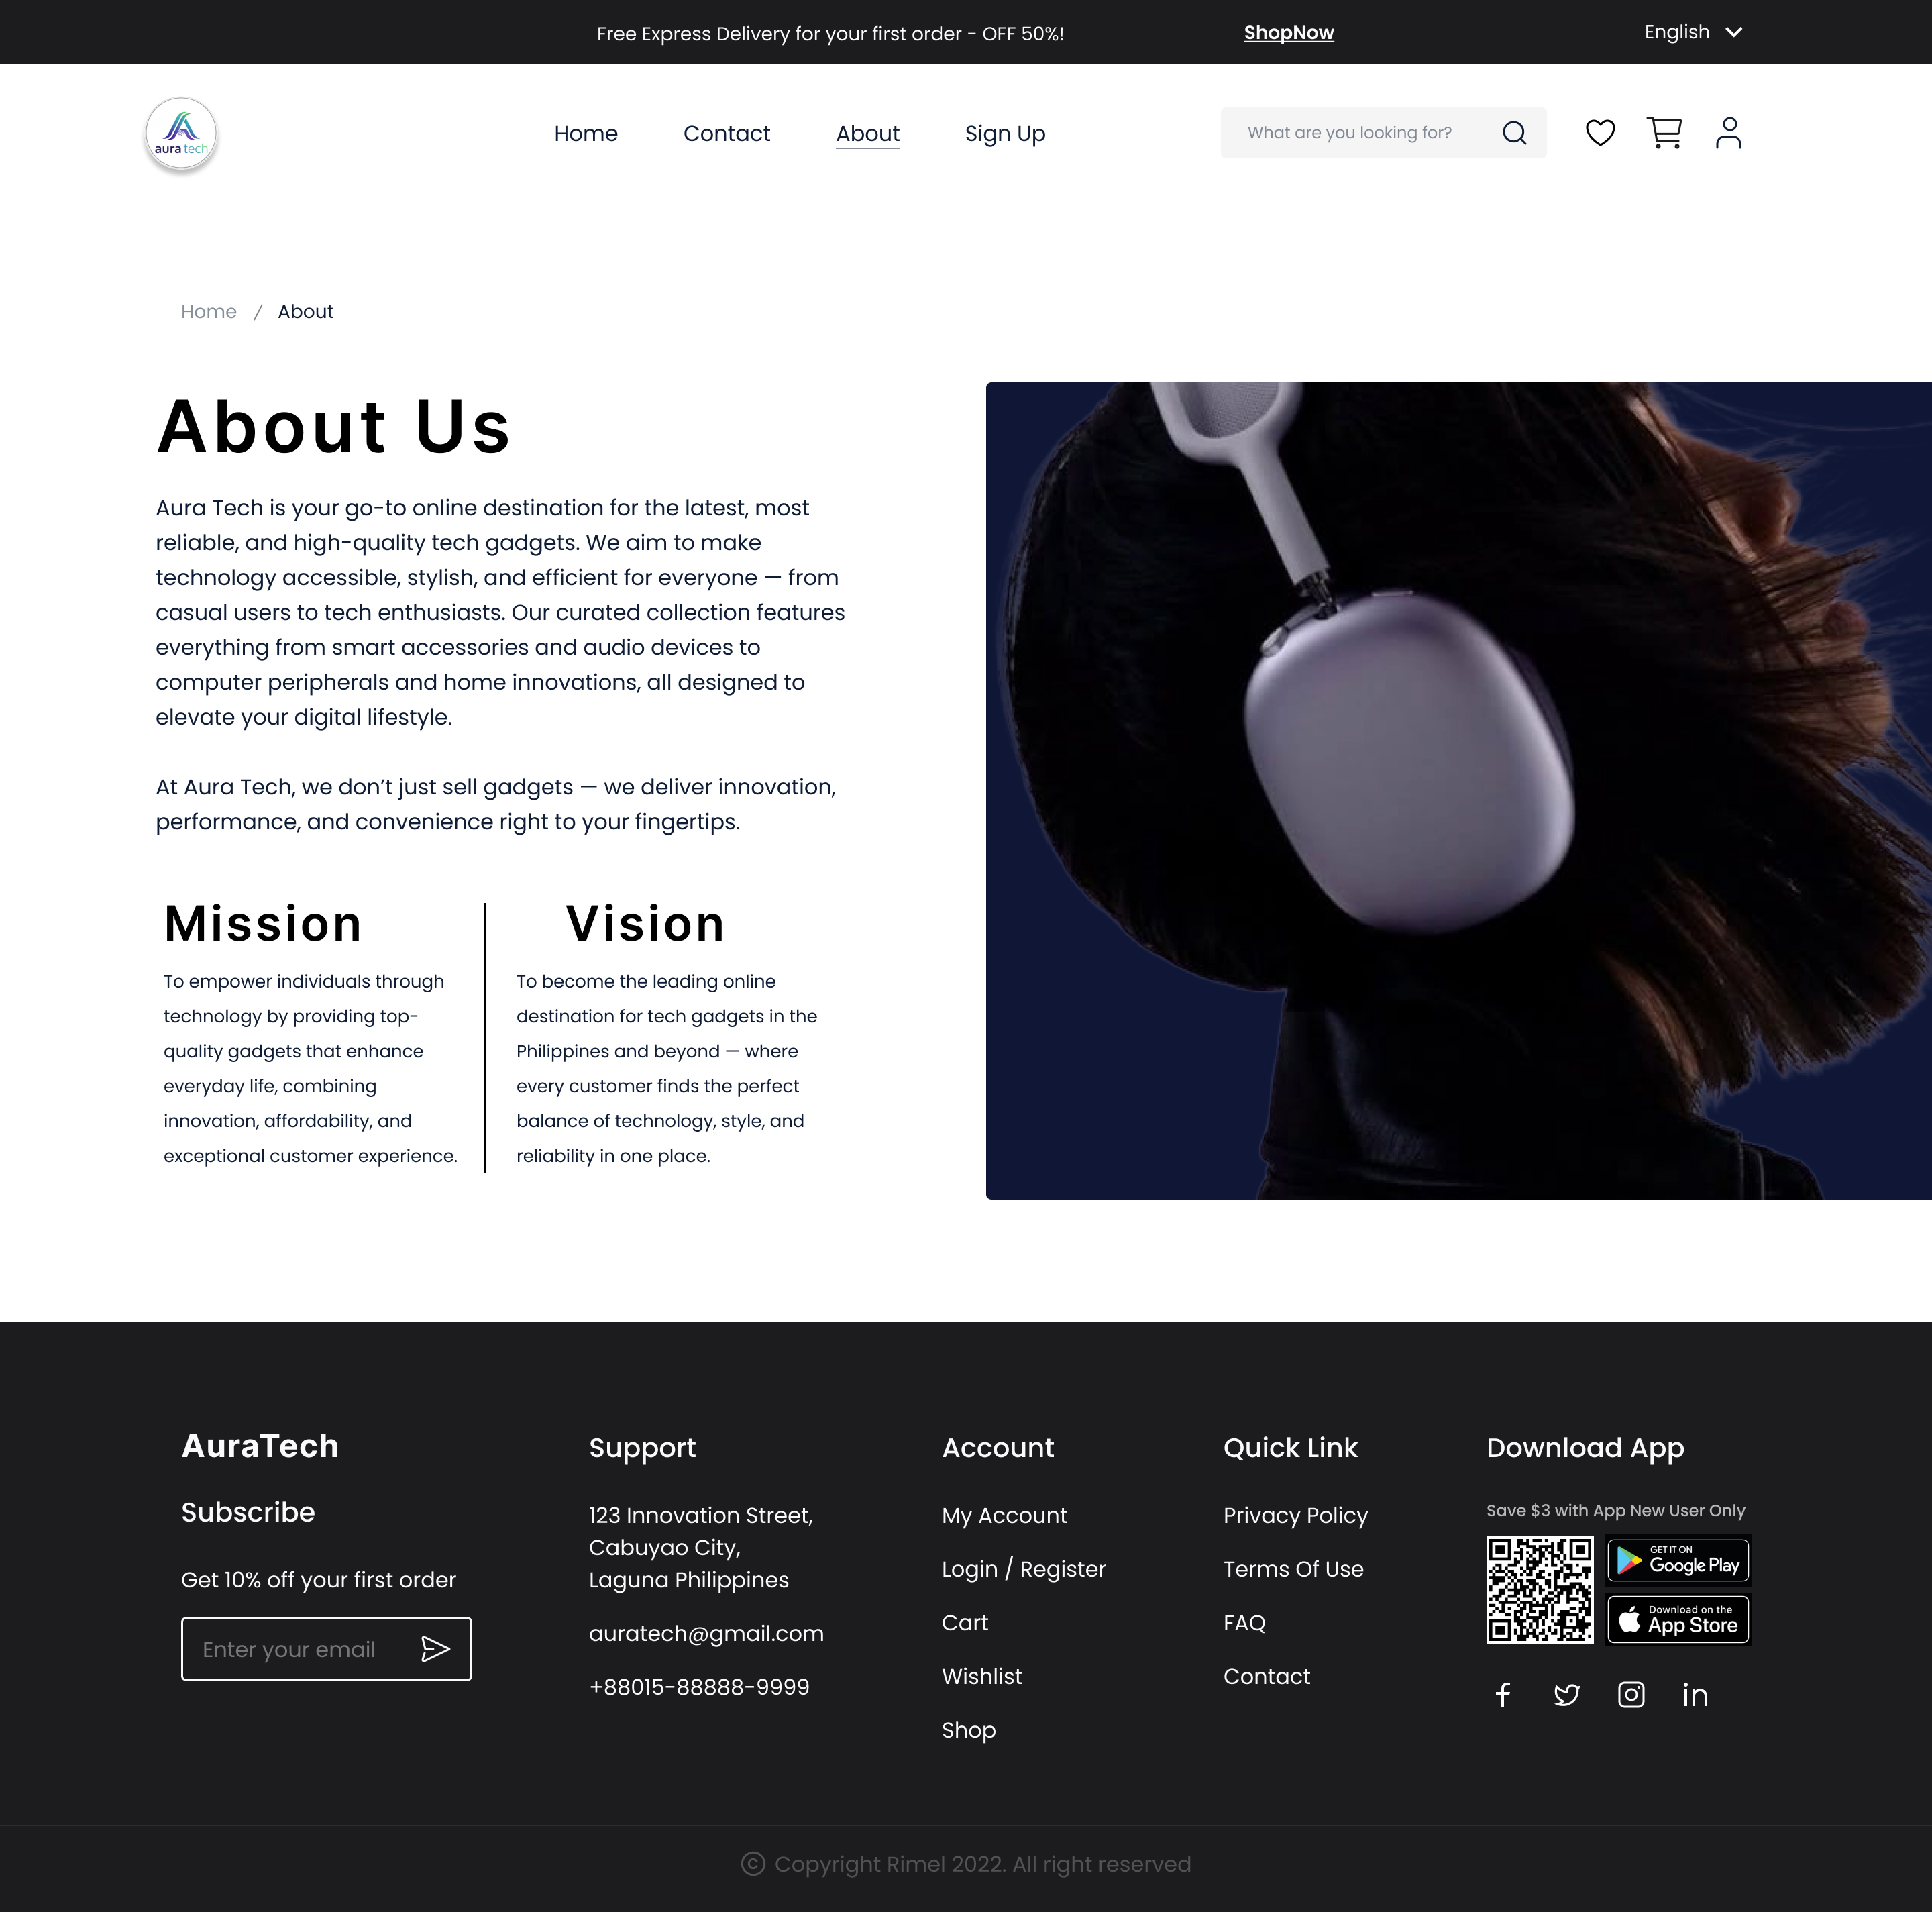 Free Express Delivery for your first order - OFF 50%!
ShopNow
English
aura tech
Home
Contact
About
Sign Up
What are you looking for?
Home / About
About Us
Aura Tech is your go-to online destination for the latest, most
reliable, and high-quality tech gadgets. We aim to make
technology accessible, stylish, and efficient for everyone — from
casual users to tech enthusiasts. Our curated collection features
everything from smart accessories and audio devices to
computer peripherals and home innovations, all designed to
elevate your digital lifestyle.
At Aura Tech, we don’t just sell gadgets — we deliver innovation,
performance, and convenience right to your fingertips.
Mission
To empower individuals through
technology by providing top-
quality gadgets that enhance
everyday life, combining
innovation, affordability, and
exceptional customer experience.
Vision
To become the leading online
destination for tech gadgets in the
Philippines and beyond — where
every customer finds the perfect
balance of technology, style, and
reliability in one place.
AuraTech
Subscribe
Get 10% off your first order
Enter your email
Support
123 Innovation Street,
Cabuyao City,
Laguna Philippines
auratech@gmail.com
+88015-88888-9999
Account
My Account
Login / Register
Cart
Wishlist
Shop
Quick Link
Privacy Policy
Terms Of Use
FAQ
Contact
Download App
Save $3 with App New User Only
GET IT ON
Google Play
Download on the
App Store
© Copyright Rimel 2022. All right reserved